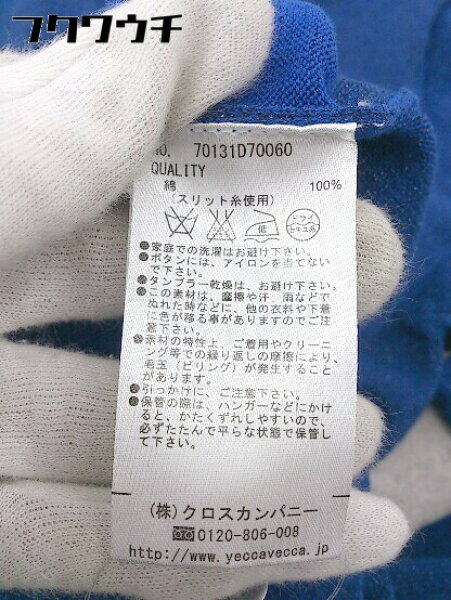 フクワウチ
NO. 70131D70060
QUALITY
綿 100%
(スリット糸使用)
低
ドライ
セキユ系
●家庭での洗濯はお避け下さい。
●ボタンには、アイロンを当てない
で下さい。
●タンブラー乾燥は、お避け下さい。
●この素材は、摩擦や汗、雨などで
ぬれた時などに、他の衣料や下着
に色が移る事がありますのでご注
意下さい。
●素材の特性上、ご着用やクリーニ
ング等での繰り返しの摩擦により、
毛玉(ピリング)が発生すること
があります。
●引っかけに、ご注意下さい。
●保管の際は、ハンガーなどにかけ
ると、かたくずれしやすいので、
必ずたたんで平らな状態で保管し
て下さい。
(株)クロスカンパニー
0120-806-008
http://www.yeccavecca.jp